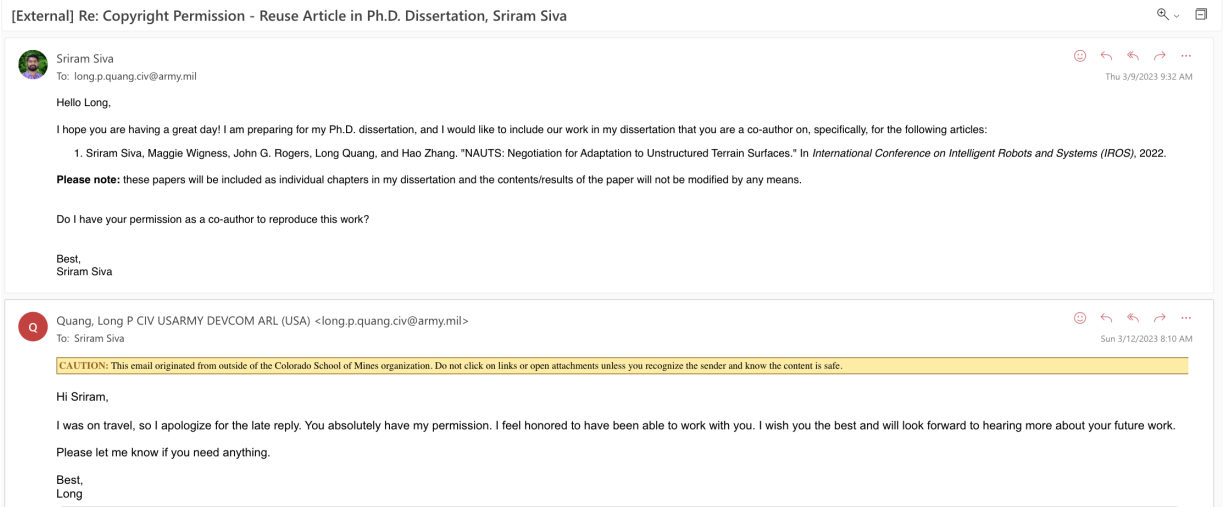 [External] Re: Copyright Permission - Reuse Article in Ph.D. Dissertation, Sriram Siva
Sriram Siva
To: long.p.quang.civ@army.mil
Thu 3/9/2023 9:32 AM
Hello Long,
I hope you are having a great day! I am preparing for my Ph.D. dissertation, and I would like to include our work in my dissertation that you are a co-author on, specifically, for the following articles:
1. Sriram Siva, Maggie Wigness, John G. Rogers, Long Quang, and Hao Zhang. "NAUTS: Negotiation for Adaptation to Unstructured Terrain Surfaces." In International Conference on Intelligent Robots and Systems (IROS), 2022.
Please note: these papers will be included as individual chapters in my dissertation and the contents/results of the paper will not be modified by any means.
Do I have your permission as a co-author to reproduce this work?
Best,
Sriram Siva
Q
Quang, Long P CIV USARMY DEVCOM ARL (USA) <long.p.quang.civ@army.mil>
To: Sriram Siva
Sun 3/12/2023 8:10 AM
CAUTION: This email originated from outside of the Colorado School of Mines organization. Do not click on links or open attachments unless you recognize the sender and know the content is safe.
Hi Sriram,
I was on travel, so I apologize for the late reply. You absolutely have my permission. I feel honored to have been able to work with you. I wish you the best and will look forward to hearing more about your future work.
Please let me know if you need anything.
Best,
Long